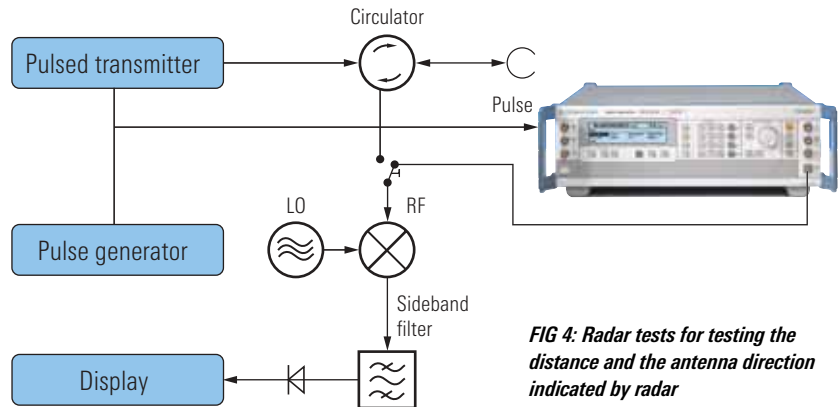 Circulator
Pulsed transmitter
Pulse
LO
RF
Pulse generator
Sideband
filter
Display
FIG 4: Radar tests for testing the
distance and the antenna direction
indicated by radar